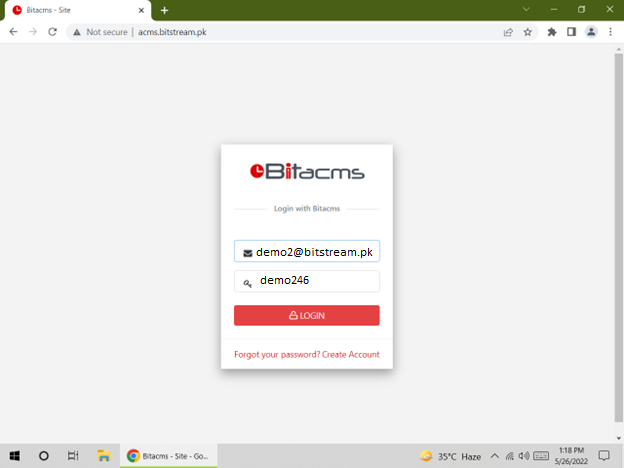 Bitacms - Site
Not secure | acms.bitstream.pk
Bitacms
Login with Bitacms
demo2@bitstream.pk
demo246
LOGIN
Forgot your password? Create Account
Bitacms - Site - Go...
35°C Haze
1:18 PM
5/26/2022